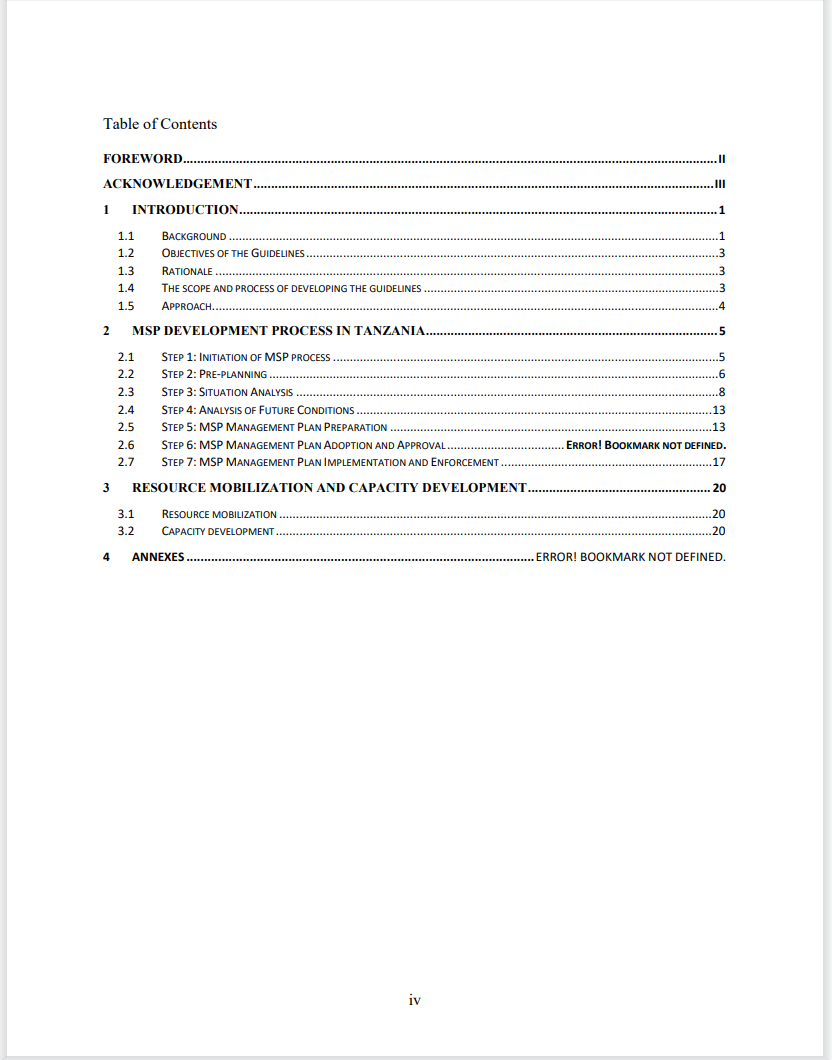 Table of Contents
FOREWORD...II
ACKNOWLEDGEMENT...III
1 INTRODUCTION...1
1.1 BACKGROUND...1
1.2 OBJECTIVES OF THE GUIDELINES...3
1.3 RATIONALE...3
1.4 THE SCOPE AND PROCESS OF DEVELOPING THE GUIDELINES...3
1.5 APPROACH...4
2 MSP DEVELOPMENT PROCESS IN TANZANIA...5
2.1 STEP 1: INITIATION OF MSP PROCESS...5
2.2 STEP 2: PRE-PLANNING...6
2.3 STEP 3: SITUATION ANALYSIS...8
2.4 STEP 4: ANALYSIS OF FUTURE CONDITIONS...13
2.5 STEP 5: MSP MANAGEMENT PLAN PREPARATION...13
2.6 STEP 6: MSP MANAGEMENT PLAN ADOPTION AND APPROVAL...ERROR! BOOKMARK NOT DEFINED.
2.7 STEP 7: MSP MANAGEMENT PLAN IMPLEMENTATION AND ENFORCEMENT...17
3 RESOURCE MOBILIZATION AND CAPACITY DEVELOPMENT...20
3.1 RESOURCE MOBILIZATION...20
3.2 CAPACITY DEVELOPMENT...20
4 ANNEXES...ERROR! BOOKMARK NOT DEFINED.
iv